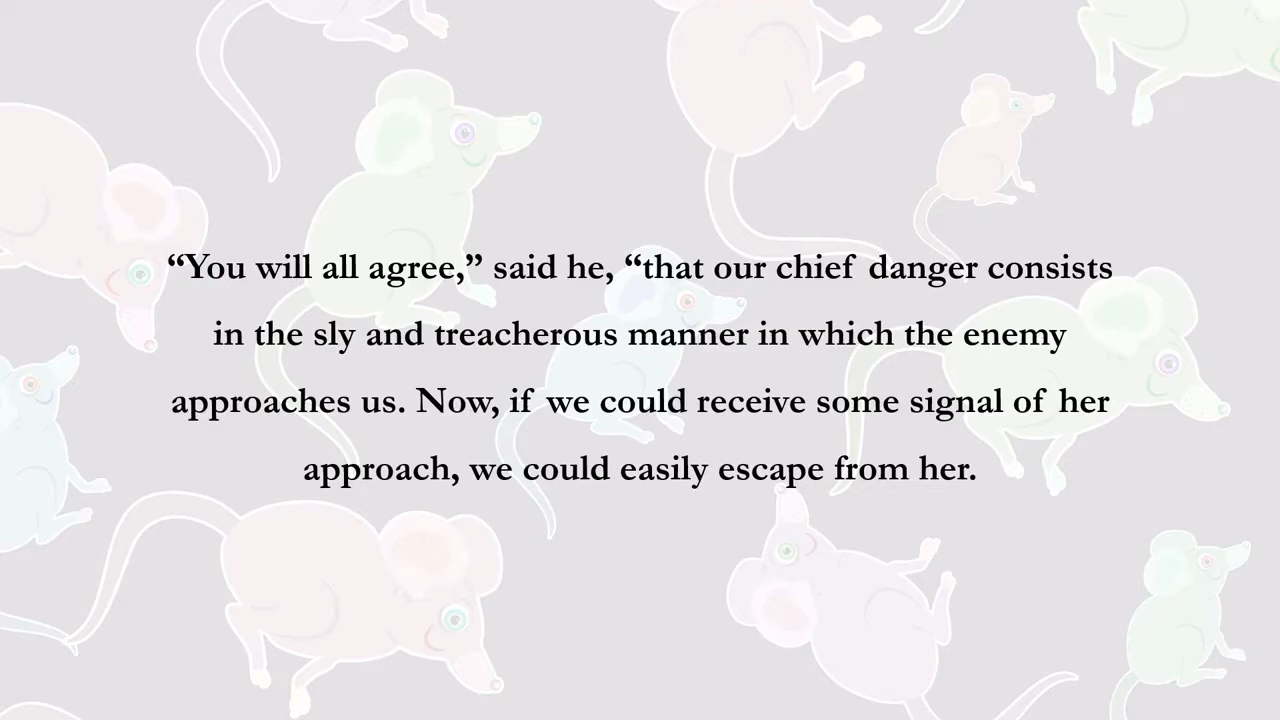 “You will all agree,” said he, “that our chief danger consists
in the sly and treacherous manner in which the enemy
approaches us. Now, if we could receive some signal of her
approach, we could easily escape from her.